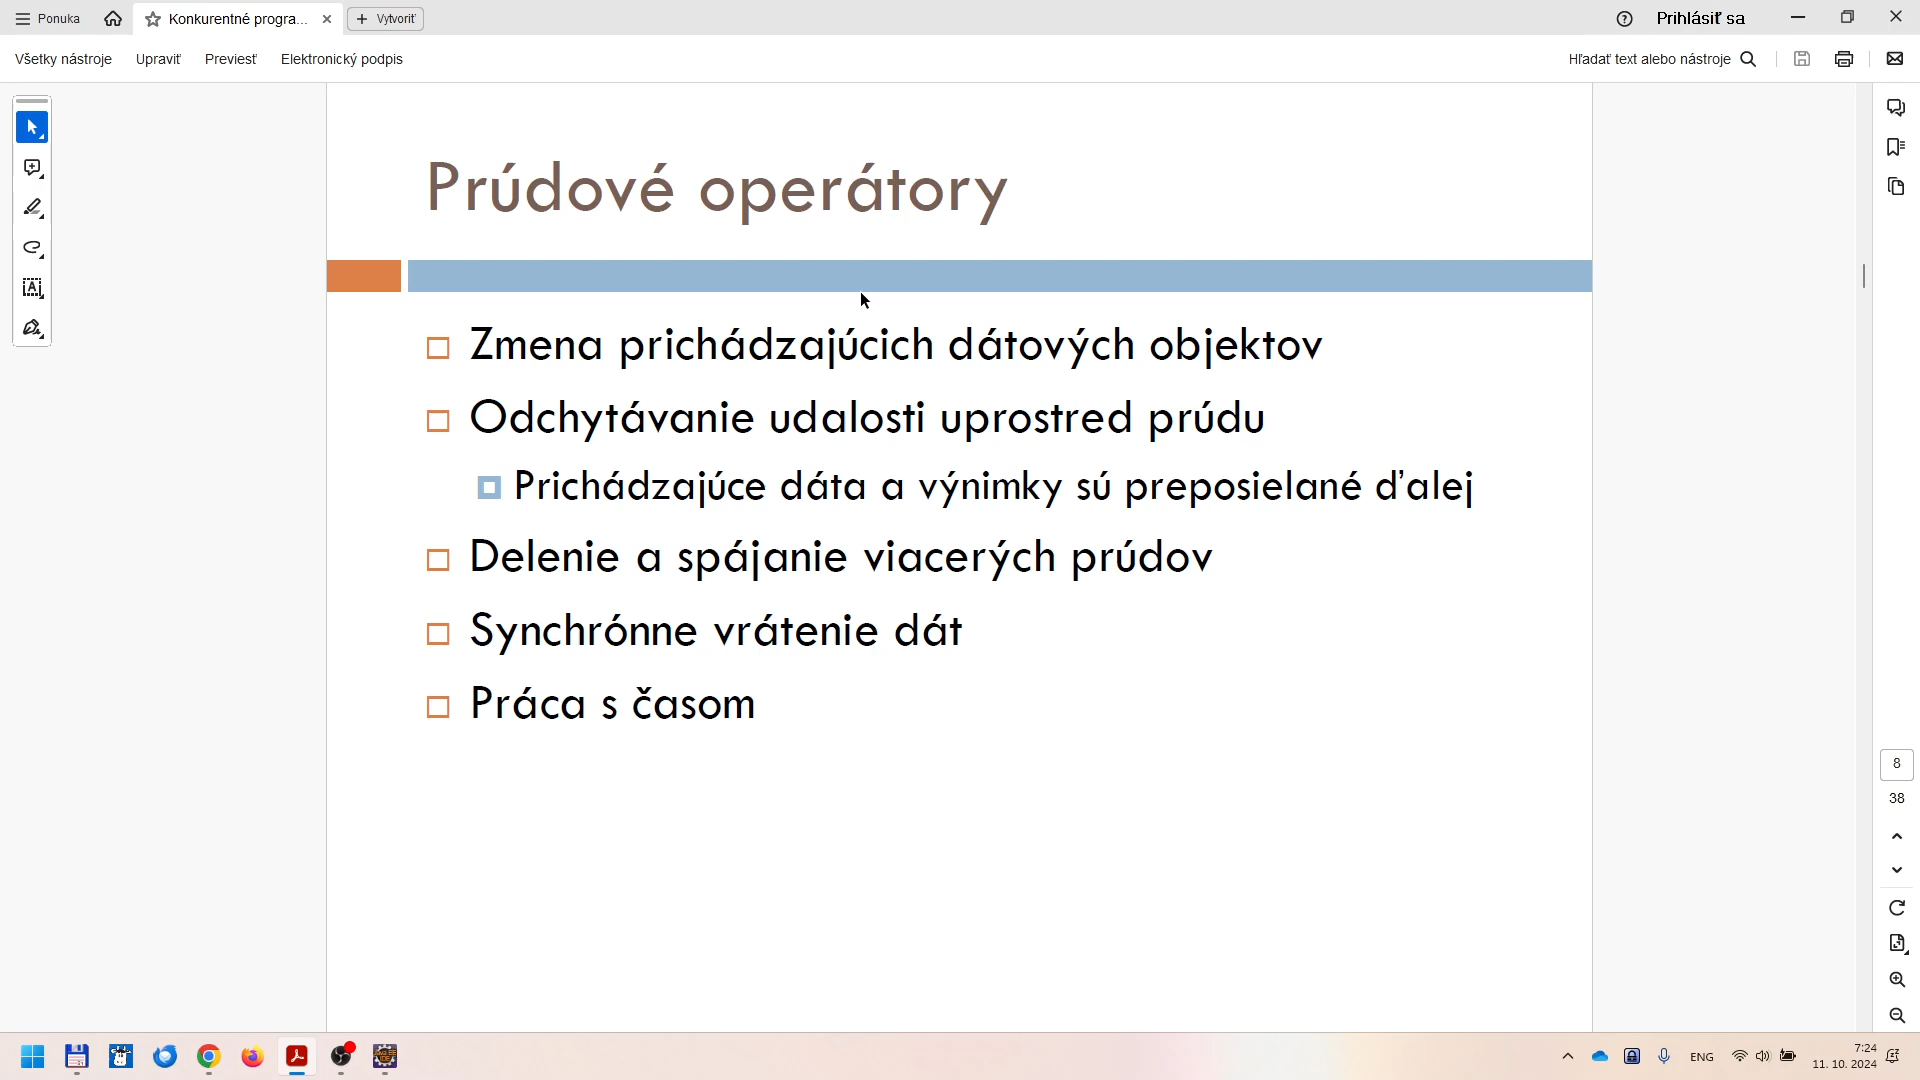 Ponuka
Konkurentné progra...
Vytvoriť
Prihlásiť sa
Všetky nástroje
Upraviť
Previesť
Elektronický podpis
Hľadať text alebo nástroje
Prúdové operátory
Zmena prichádzajúcich dátových objektov
Odchytávanie udalosti uprostred prúdu
Prichádzajúce dáta a výnimky sú preposielané ďalej
Delenie a spájanie viacerých prúdov
Synchrónne vrátenie dát
Práca s časom
8
38
ENG
7:24
11. 10. 2024